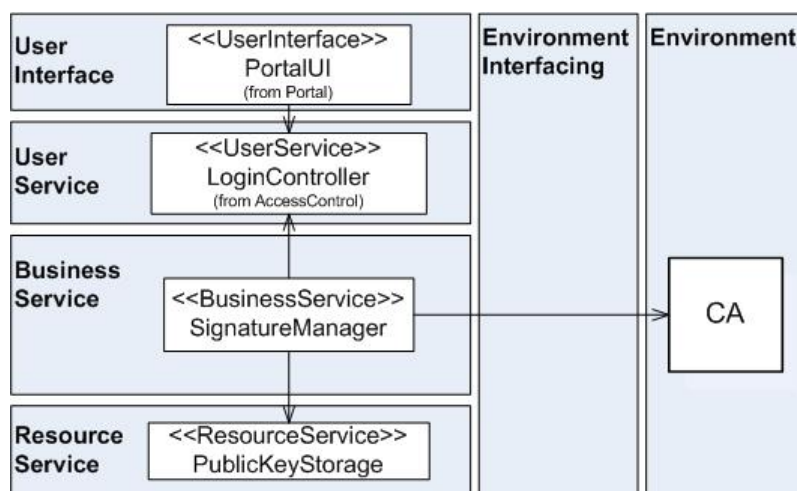 User
Interface
<<UserInterface>>
PortalUI
(from Portal)
Environment
Interfacing
Environment
User
Service
<<UserService>>
LoginController
(from AccessControl)
Business
Service
<<BusinessService>>
SignatureManager
CA
Resource
Service
<<ResourceService>>
PublicKeyStorage